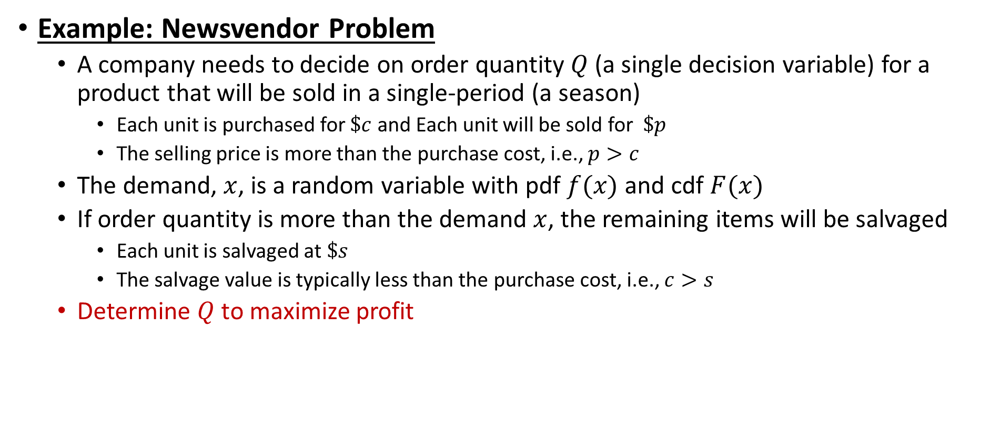 • Example: Newsvendor Problem
• A company needs to decide on order quantity Q (a single decision variable) for a
product that will be sold in a single-period (a season)
• Each unit is purchased for $c and Each unit will be sold for $p
• The selling price is more than the purchase cost, i.e., p > c
• The demand, x, is a random variable with pdf f(x) and cdf F(x)
• If order quantity is more than the demand x, the remaining items will be salvaged
• Each unit is salvaged at $s
• The salvage value is typically less than the purchase cost, i.e., c > s
• Determine Q to maximize profit